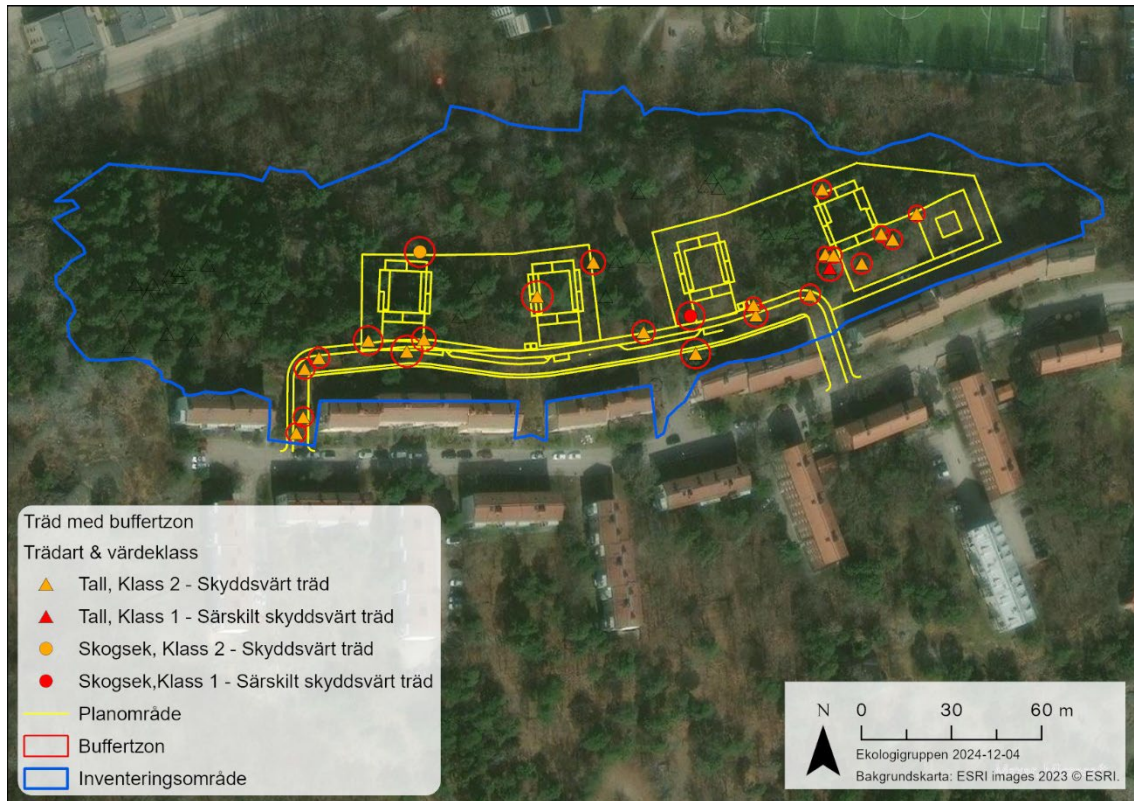 Träd med buffertzon
Trädart & värdeklass
Tall, Klass 2 - Skyddsvärt träd
Tall, Klass 1 - Särskilt skyddsvärt träd
Skogsek, Klass 2 - Skyddsvärt träd
Skogsek,Klass 1 - Särskilt skyddsvärt träd
Planområde
Buffertzon
Inventeringsområde
N 0 30 60 m
Ekologigruppen 2024-12-04
Bakgrundskarta: ESRI images 2023 © ESRI.